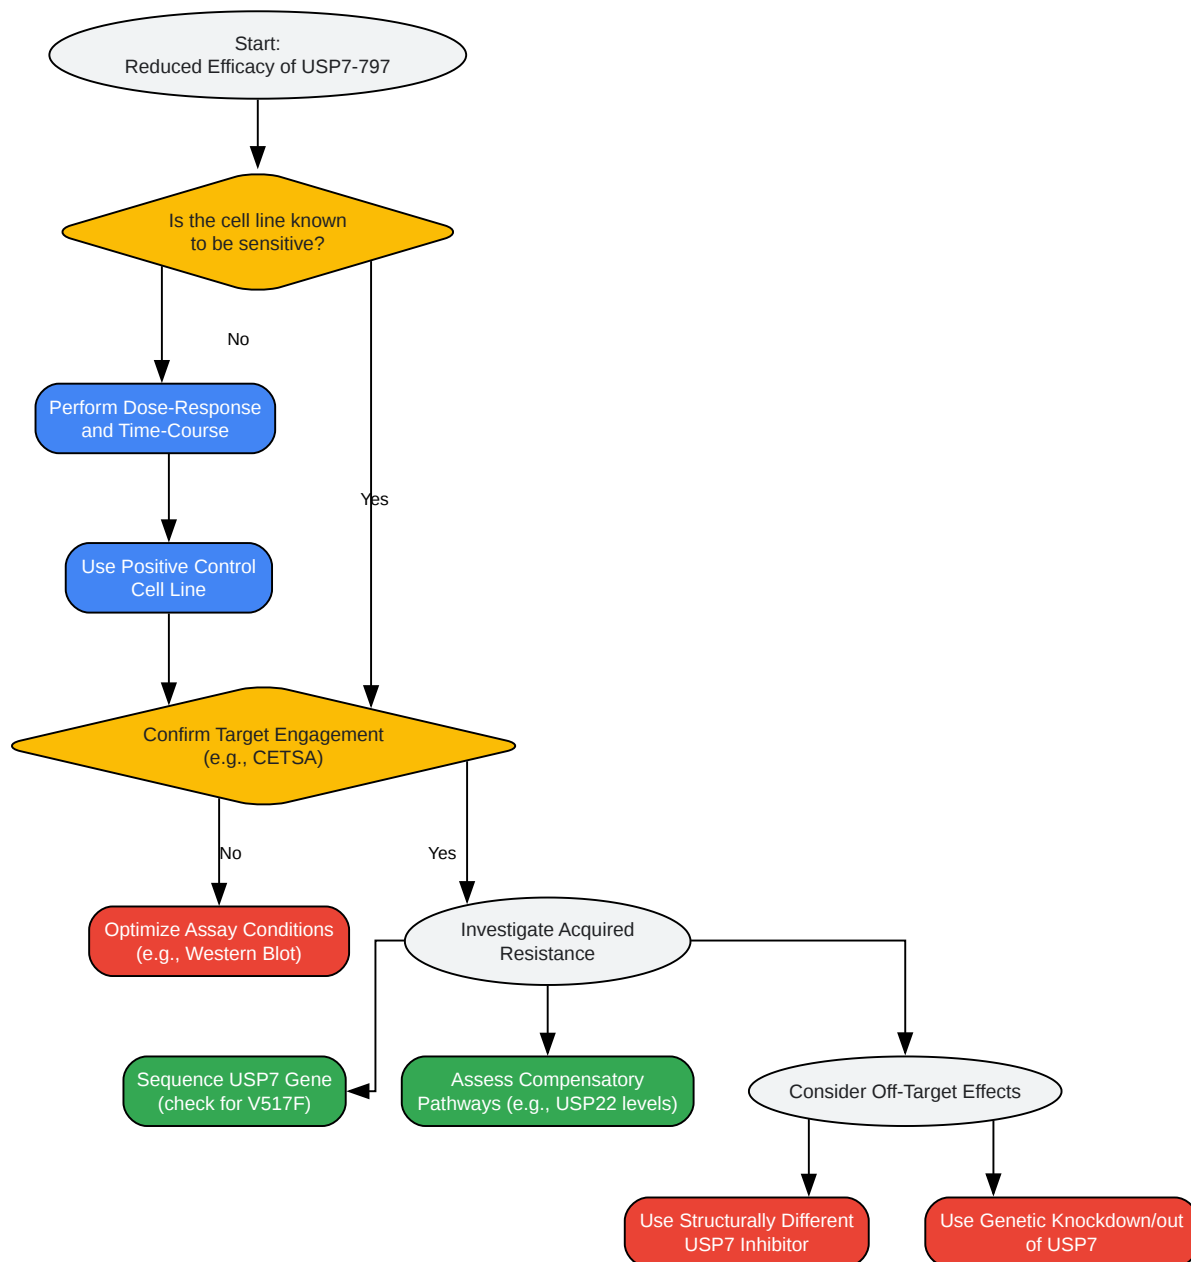 Start:
Reduced Efficacy of USP7-797
Is the cell line known
to be sensitive?
No
Perform Dose-Response
and Time-Course
Yes
Use Positive Control
Cell Line
Confirm Target Engagement
(e.g., CETSA)
No
Yes
Optimize Assay Conditions
(e.g., Western Blot)
Investigate Acquired
Resistance
Sequence USP7 Gene
(check for V517F)
Assess Compensatory
Pathways (e.g., USP22 levels)
Consider Off-Target Effects
Use Structurally Different
USP7 Inhibitor
Use Genetic Knockdown/out
of USP7